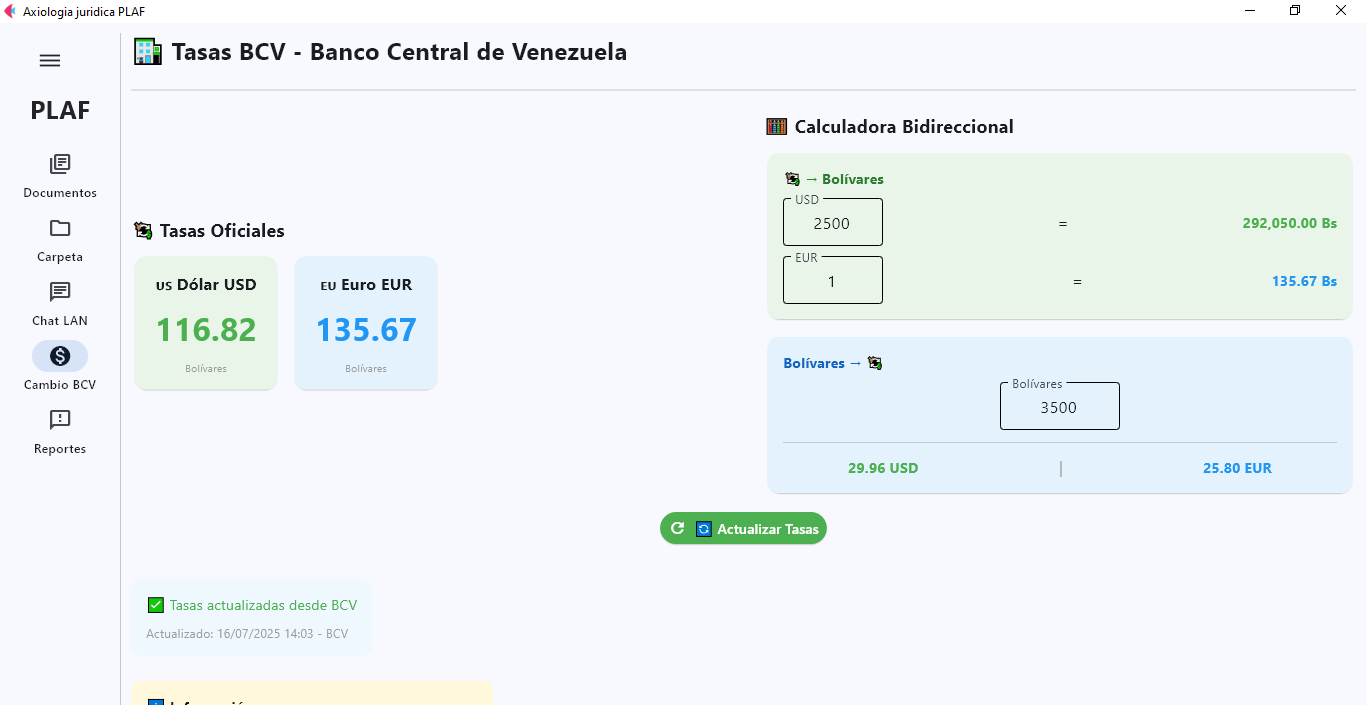 Axiologia juridica PLAF
Tasas BCV - Banco Central de Venezuela
PLAF
Documentos
Carpeta
Chat LAN
Cambio BCV
Reportes
Tasas Oficiales
US Dólar USD
116.82
Bolívares
EU Euro EUR
135.67
Bolívares
Calculadora Bidireccional
→ Bolívares
USD
2500 = 292,050.00 Bs
EUR
1 = 135.67 Bs
Bolívares →
Bolívares
3500
29.96 USD | 25.80 EUR
Actualizar Tasas
Tasas actualizadas desde BCV
Actualizado: 16/07/2025 14:03 - BCV